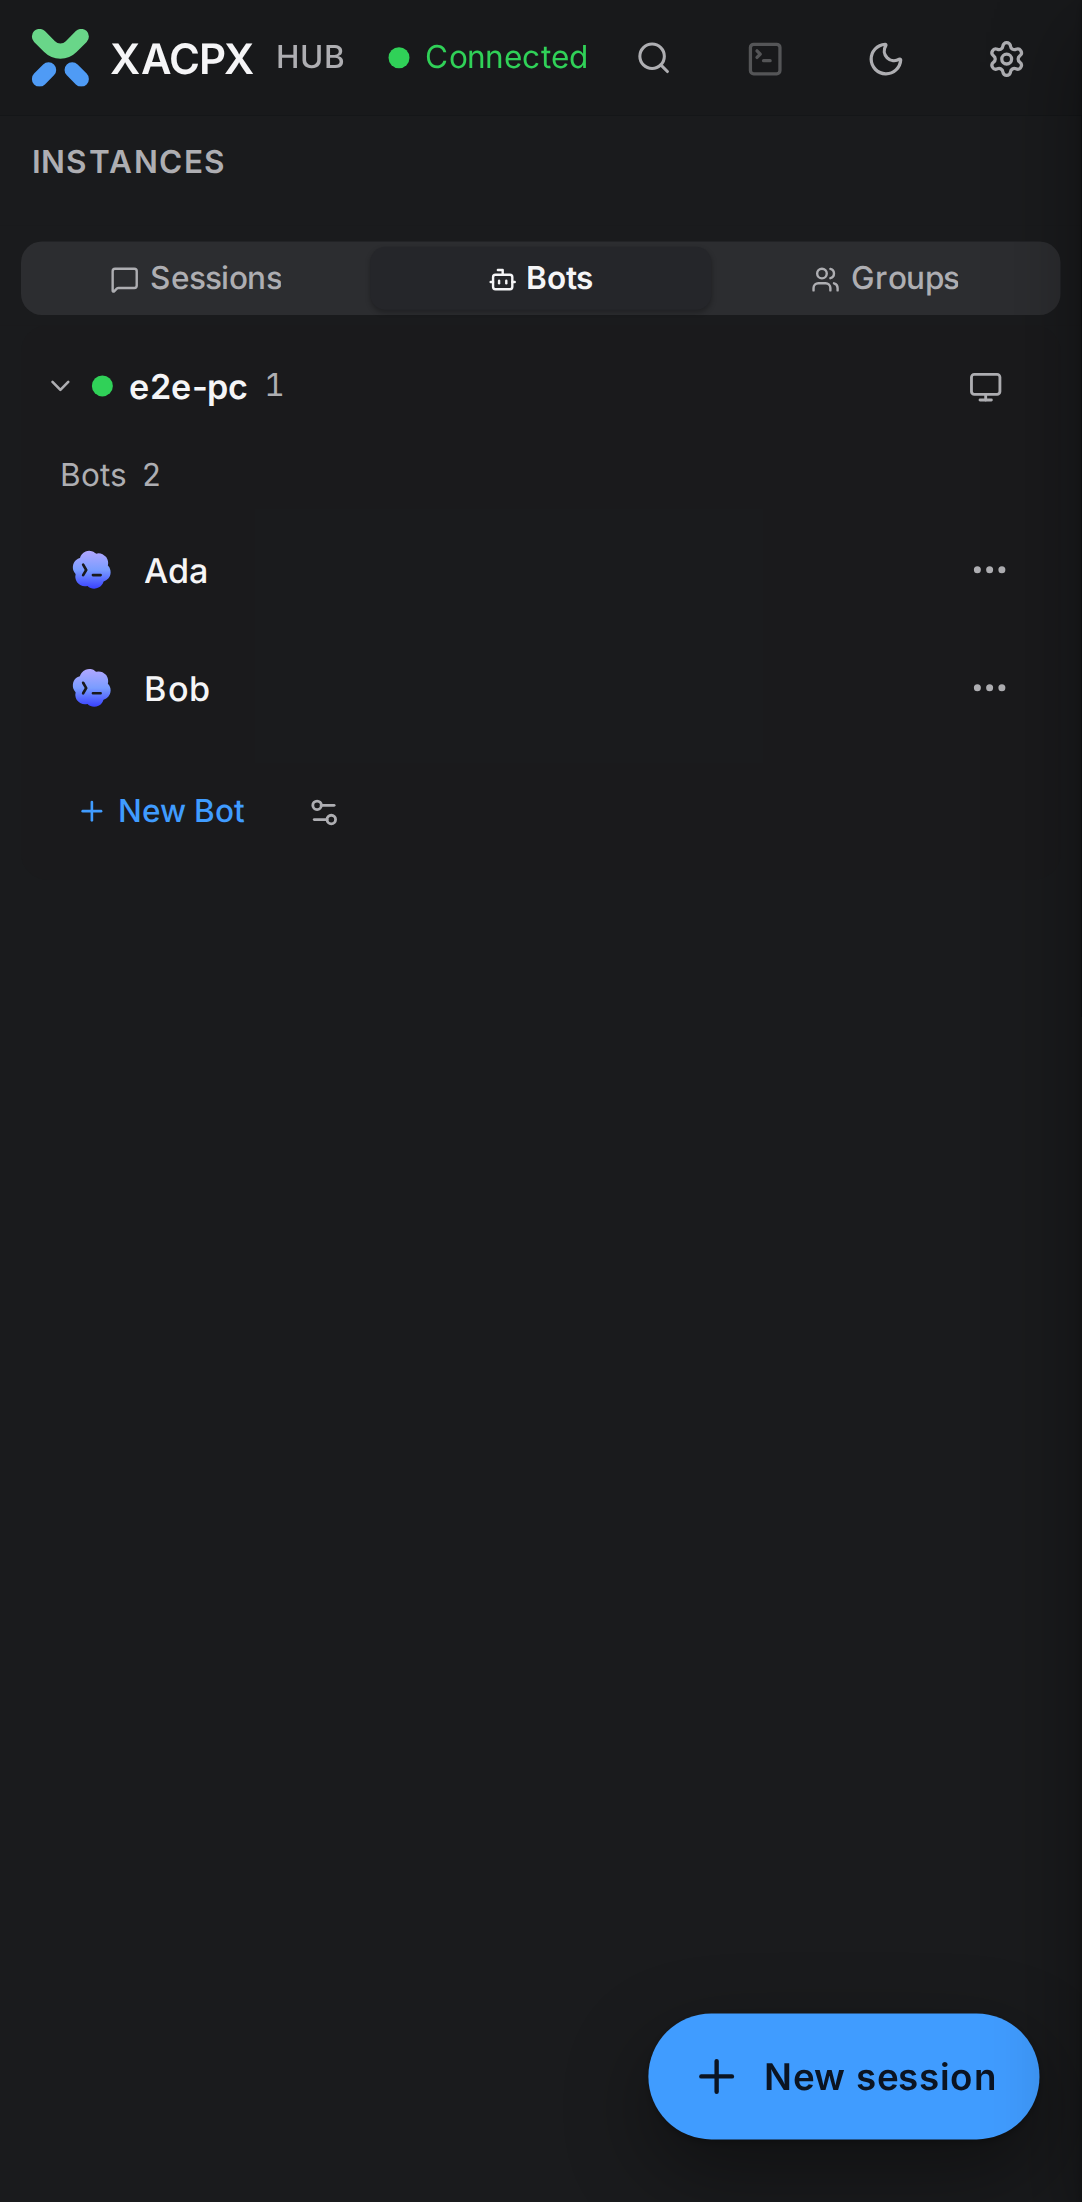 XACPX HUB Connected
INSTANCES
Sessions Bots Groups
e2e-pc 1
Bots 2
Ada
Bob
+ New Bot
+ New session